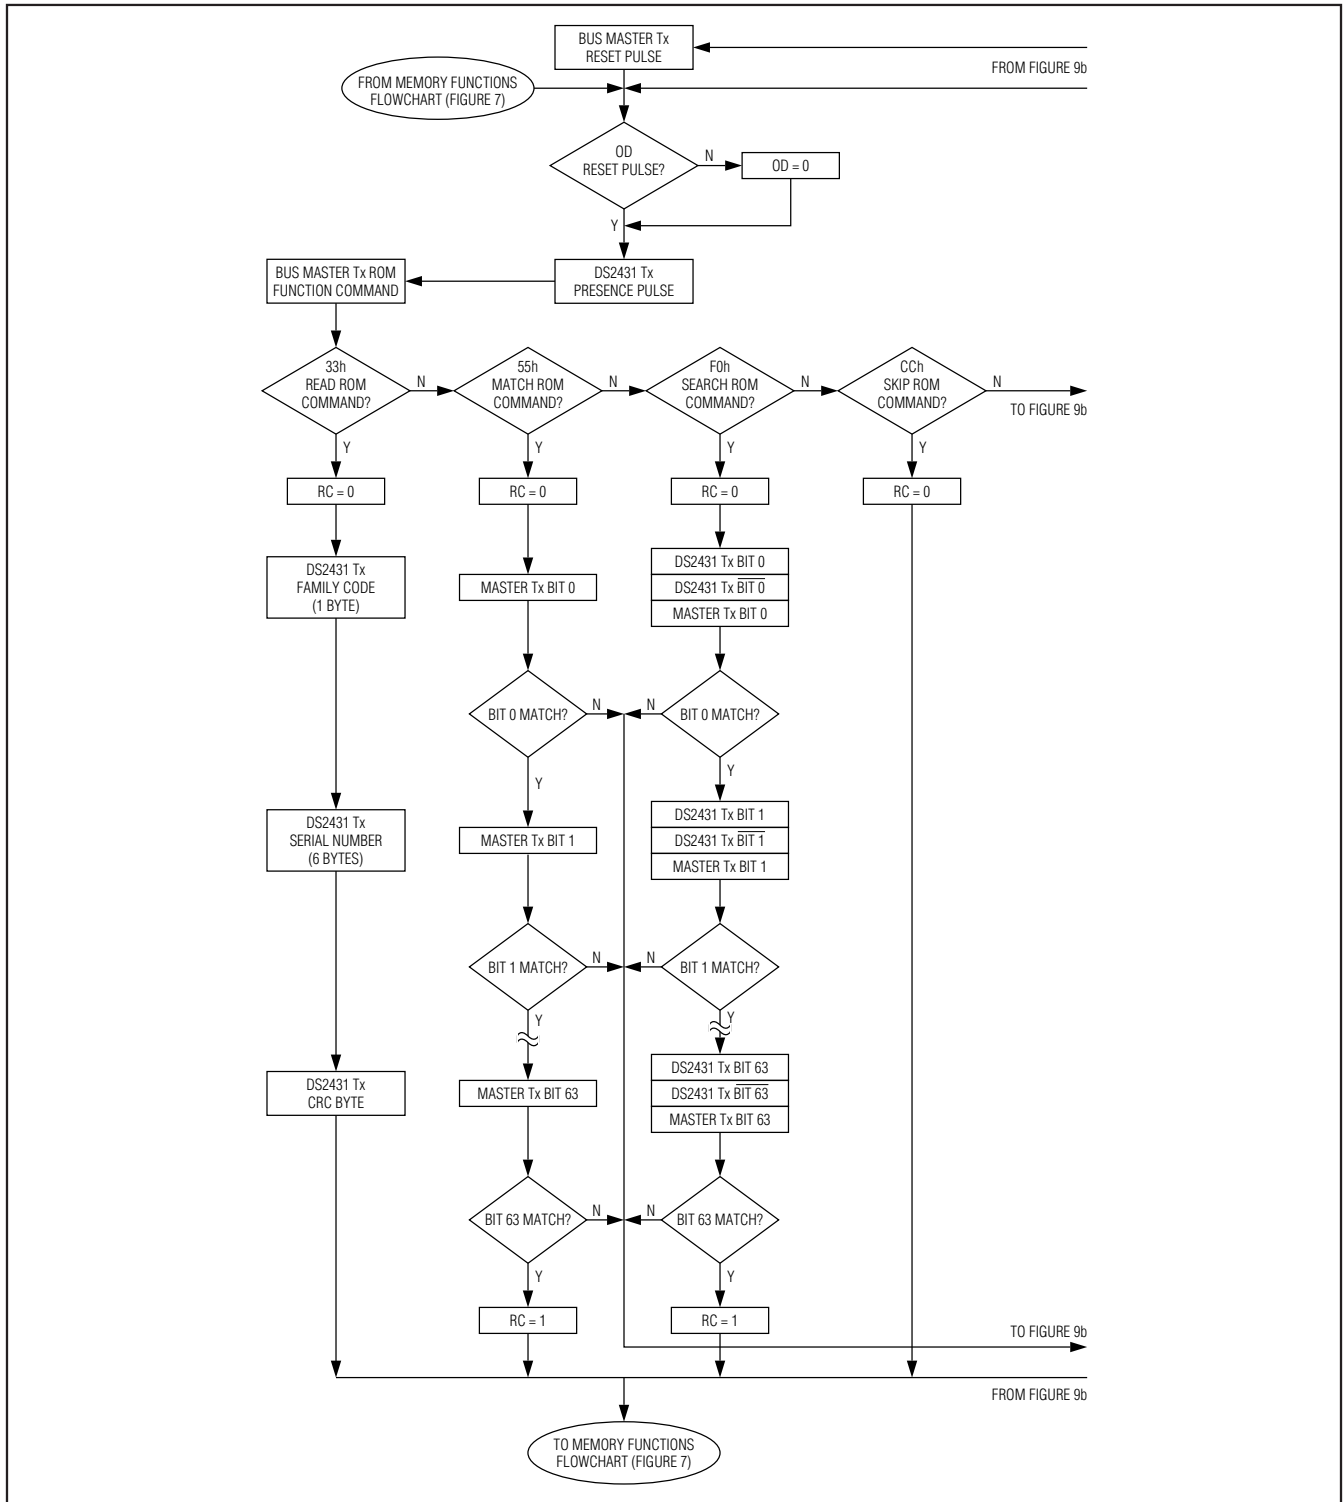 BUS MASTER Tx
RESET PULSE
FROM FIGURE 9b
FROM MEMORY FUNCTIONS
FLOWCHART (FIGURE 7)
OD
RESET PULSE?
N
OD = 0
Y
BUS MASTER Tx ROM
FUNCTION COMMAND
DS2431 Tx
PRESENCE PULSE
33h
READ ROM
COMMAND?
N
55h
MATCH ROM
COMMAND?
N
F0h
SEARCH ROM
COMMAND?
N
CCh
SKIP ROM
COMMAND?
N
TO FIGURE 9b
Y
Y
Y
Y
RC = 0
RC = 0
RC = 0
RC = 0
DS2431 Tx
FAMILY CODE
(1 BYTE)
MASTER Tx BIT 0
DS2431 Tx BIT 0
DS2431 Tx B̅I̅T̅ ̅0̅
MASTER Tx BIT 0
BIT 0 MATCH?
N
N
BIT 0 MATCH?
Y
Y
DS2431 Tx
SERIAL NUMBER
(6 BYTES)
MASTER Tx BIT 1
DS2431 Tx BIT 1
DS2431 Tx B̅I̅T̅ ̅1̅
MASTER Tx BIT 1
BIT 1 MATCH?
N
N
BIT 1 MATCH?
Y
Y
DS2431 Tx
CRC BYTE
MASTER Tx BIT 63
DS2431 Tx BIT 63
DS2431 Tx B̅I̅T̅ ̅6̅3̅
MASTER Tx BIT 63
BIT 63 MATCH?
N
N
BIT 63 MATCH?
Y
Y
RC = 1
RC = 1
TO FIGURE 9b
FROM FIGURE 9b
TO MEMORY FUNCTIONS
FLOWCHART (FIGURE 7)